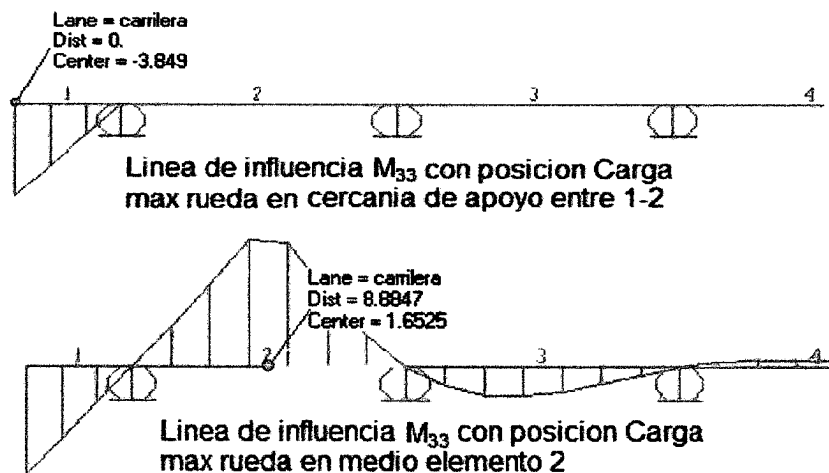 Lane = carrilera
Dist = 0.
Center = -3.849
1 2 3 4
Linea de influencia M33 con posicion Carga
max rueda en cercania de apoyo entre 1-2
Lane = carrilera
Dist = 8.8847
Center = 1.6525
1 2 3 4
Linea de influencia M33 con posicion Carga
max rueda en medio elemento 2